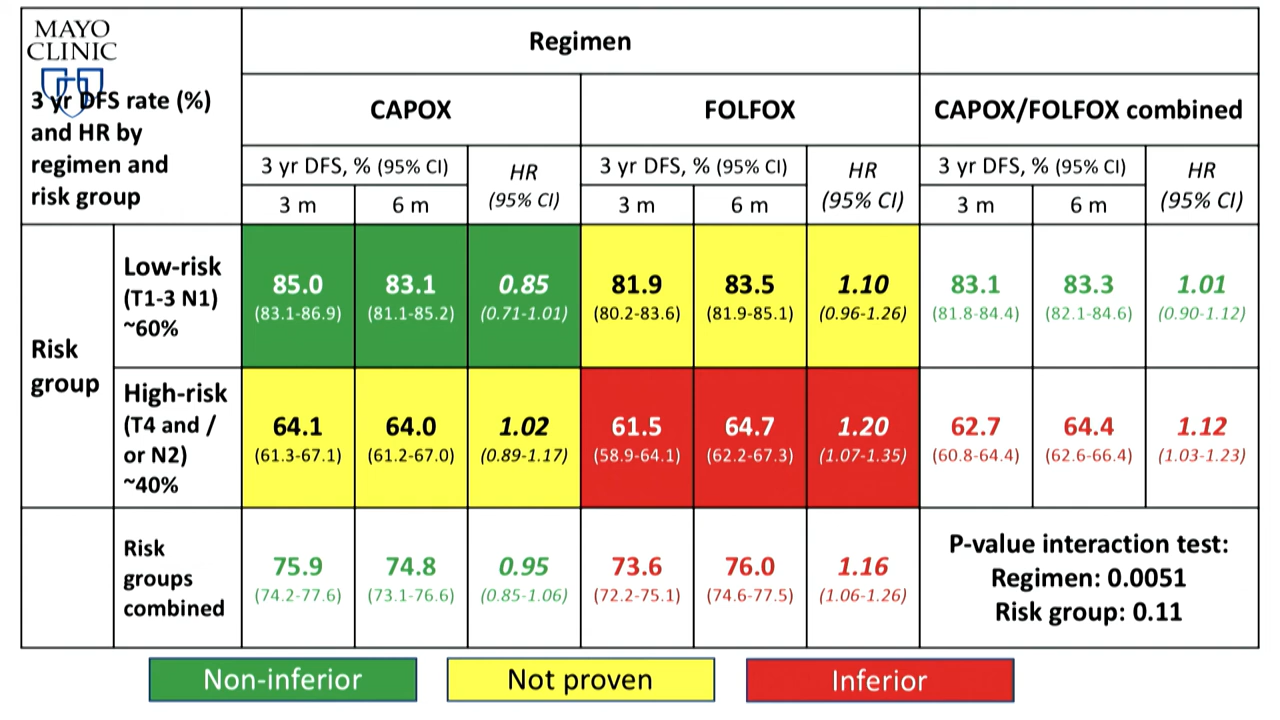 MAYO
CLINIC
3 yr DFS rate (%)
and HR by
regimen and
risk group
Regimen
CAPOX
FOLFOX
CAPOX/FOLFOX combined
3 yr DFS, % (95% CI)
HR
(95% CI)
3 yr DFS, % (95% CI)
HR
(95% CI)
3 yr DFS, % (95% CI)
HR
(95% CI)
3 m
6 m
3 m
6 m
3 m
6 m
Risk
group
Low-risk
(T1-3 N1)
~60%
85.0
(83.1-86.9)
83.1
(81.1-85.2)
0.85
(0.71-1.01)
81.9
(80.2-83.6)
83.5
(81.9-85.1)
1.10
(0.96-1.26)
83.1
(81.8-84.4)
83.3
(82.1-84.6)
1.01
(0.90-1.12)
High-risk
(T4 and /
or N2)
~40%
64.1
(61.3-67.1)
64.0
(61.2-67.0)
1.02
(0.89-1.17)
61.5
(58.9-64.1)
64.7
(62.2-67.3)
1.20
(1.07-1.35)
62.7
(60.8-64.4)
64.4
(62.6-66.4)
1.12
(1.03-1.23)
Risk
groups
combined
75.9
(74.2-77.6)
74.8
(73.1-76.6)
0.95
(0.85-1.06)
73.6
(72.2-75.1)
76.0
(74.6-77.5)
1.16
(1.06-1.26)
P-value interaction test:
Regimen: 0.0051
Risk group: 0.11
Non-inferior
Not proven
Inferior